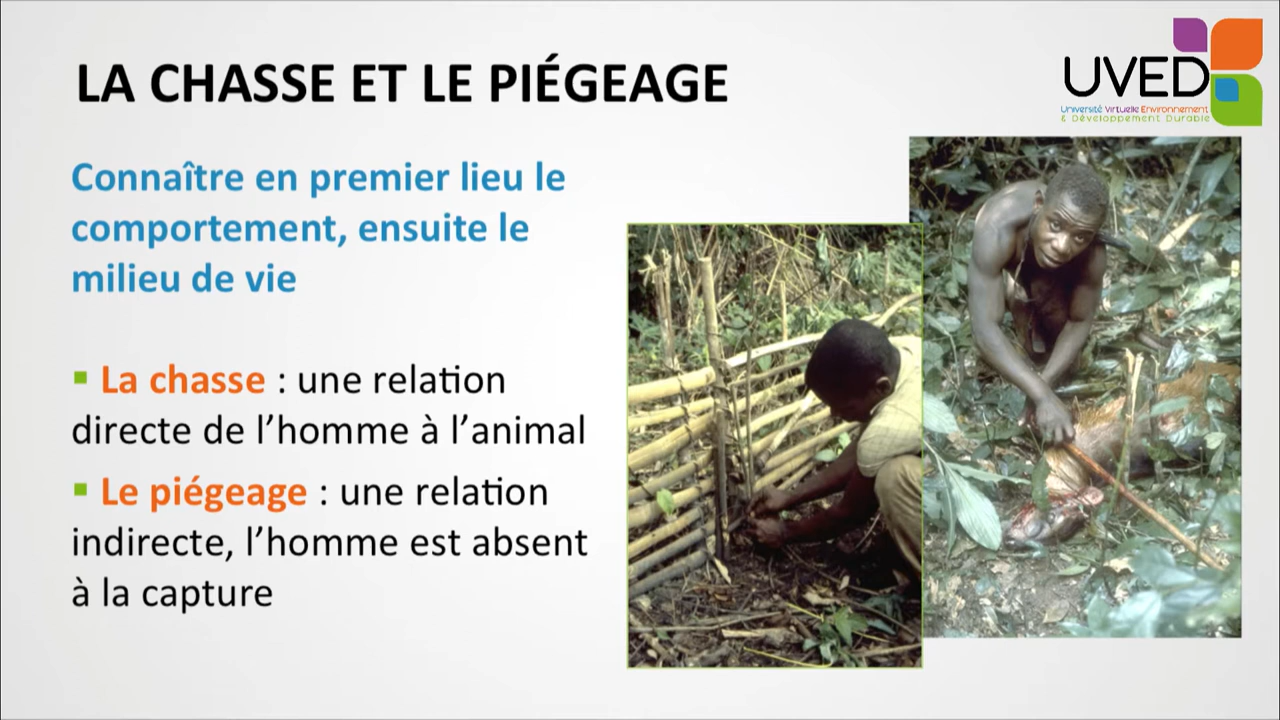 LA CHASSE ET LE PIÉGEAGE
UVED
Université Virtuelle Environnement
& Développement Durable
Connaître en premier lieu le
comportement, ensuite le
milieu de vie
▪ La chasse : une relation
directe de l’homme à l’animal
▪ Le piégeage : une relation
indirecte, l’homme est absent
à la capture